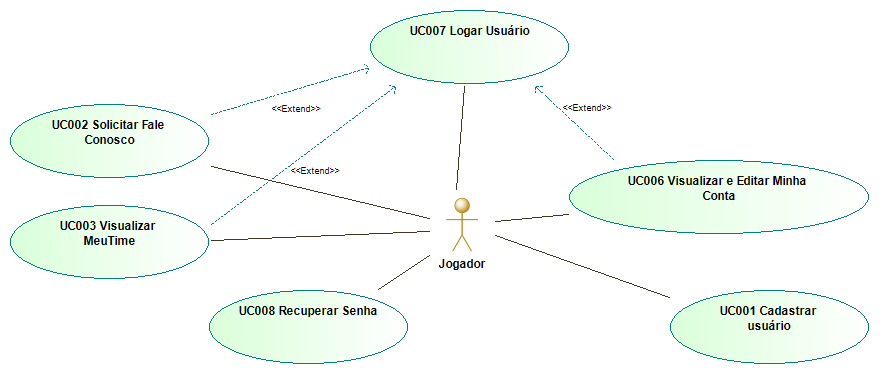 UC007 Logar Usuário
<<Extend>>
<<Extend>>
UC002 Solicitar Fale
Conosco
<<Extend>>
UC006 Visualizar e Editar Minha
Conta
UC003 Visualizar
MeuTime
Jogador
UC008 Recuperar Senha
UC001 Cadastrar
usuário